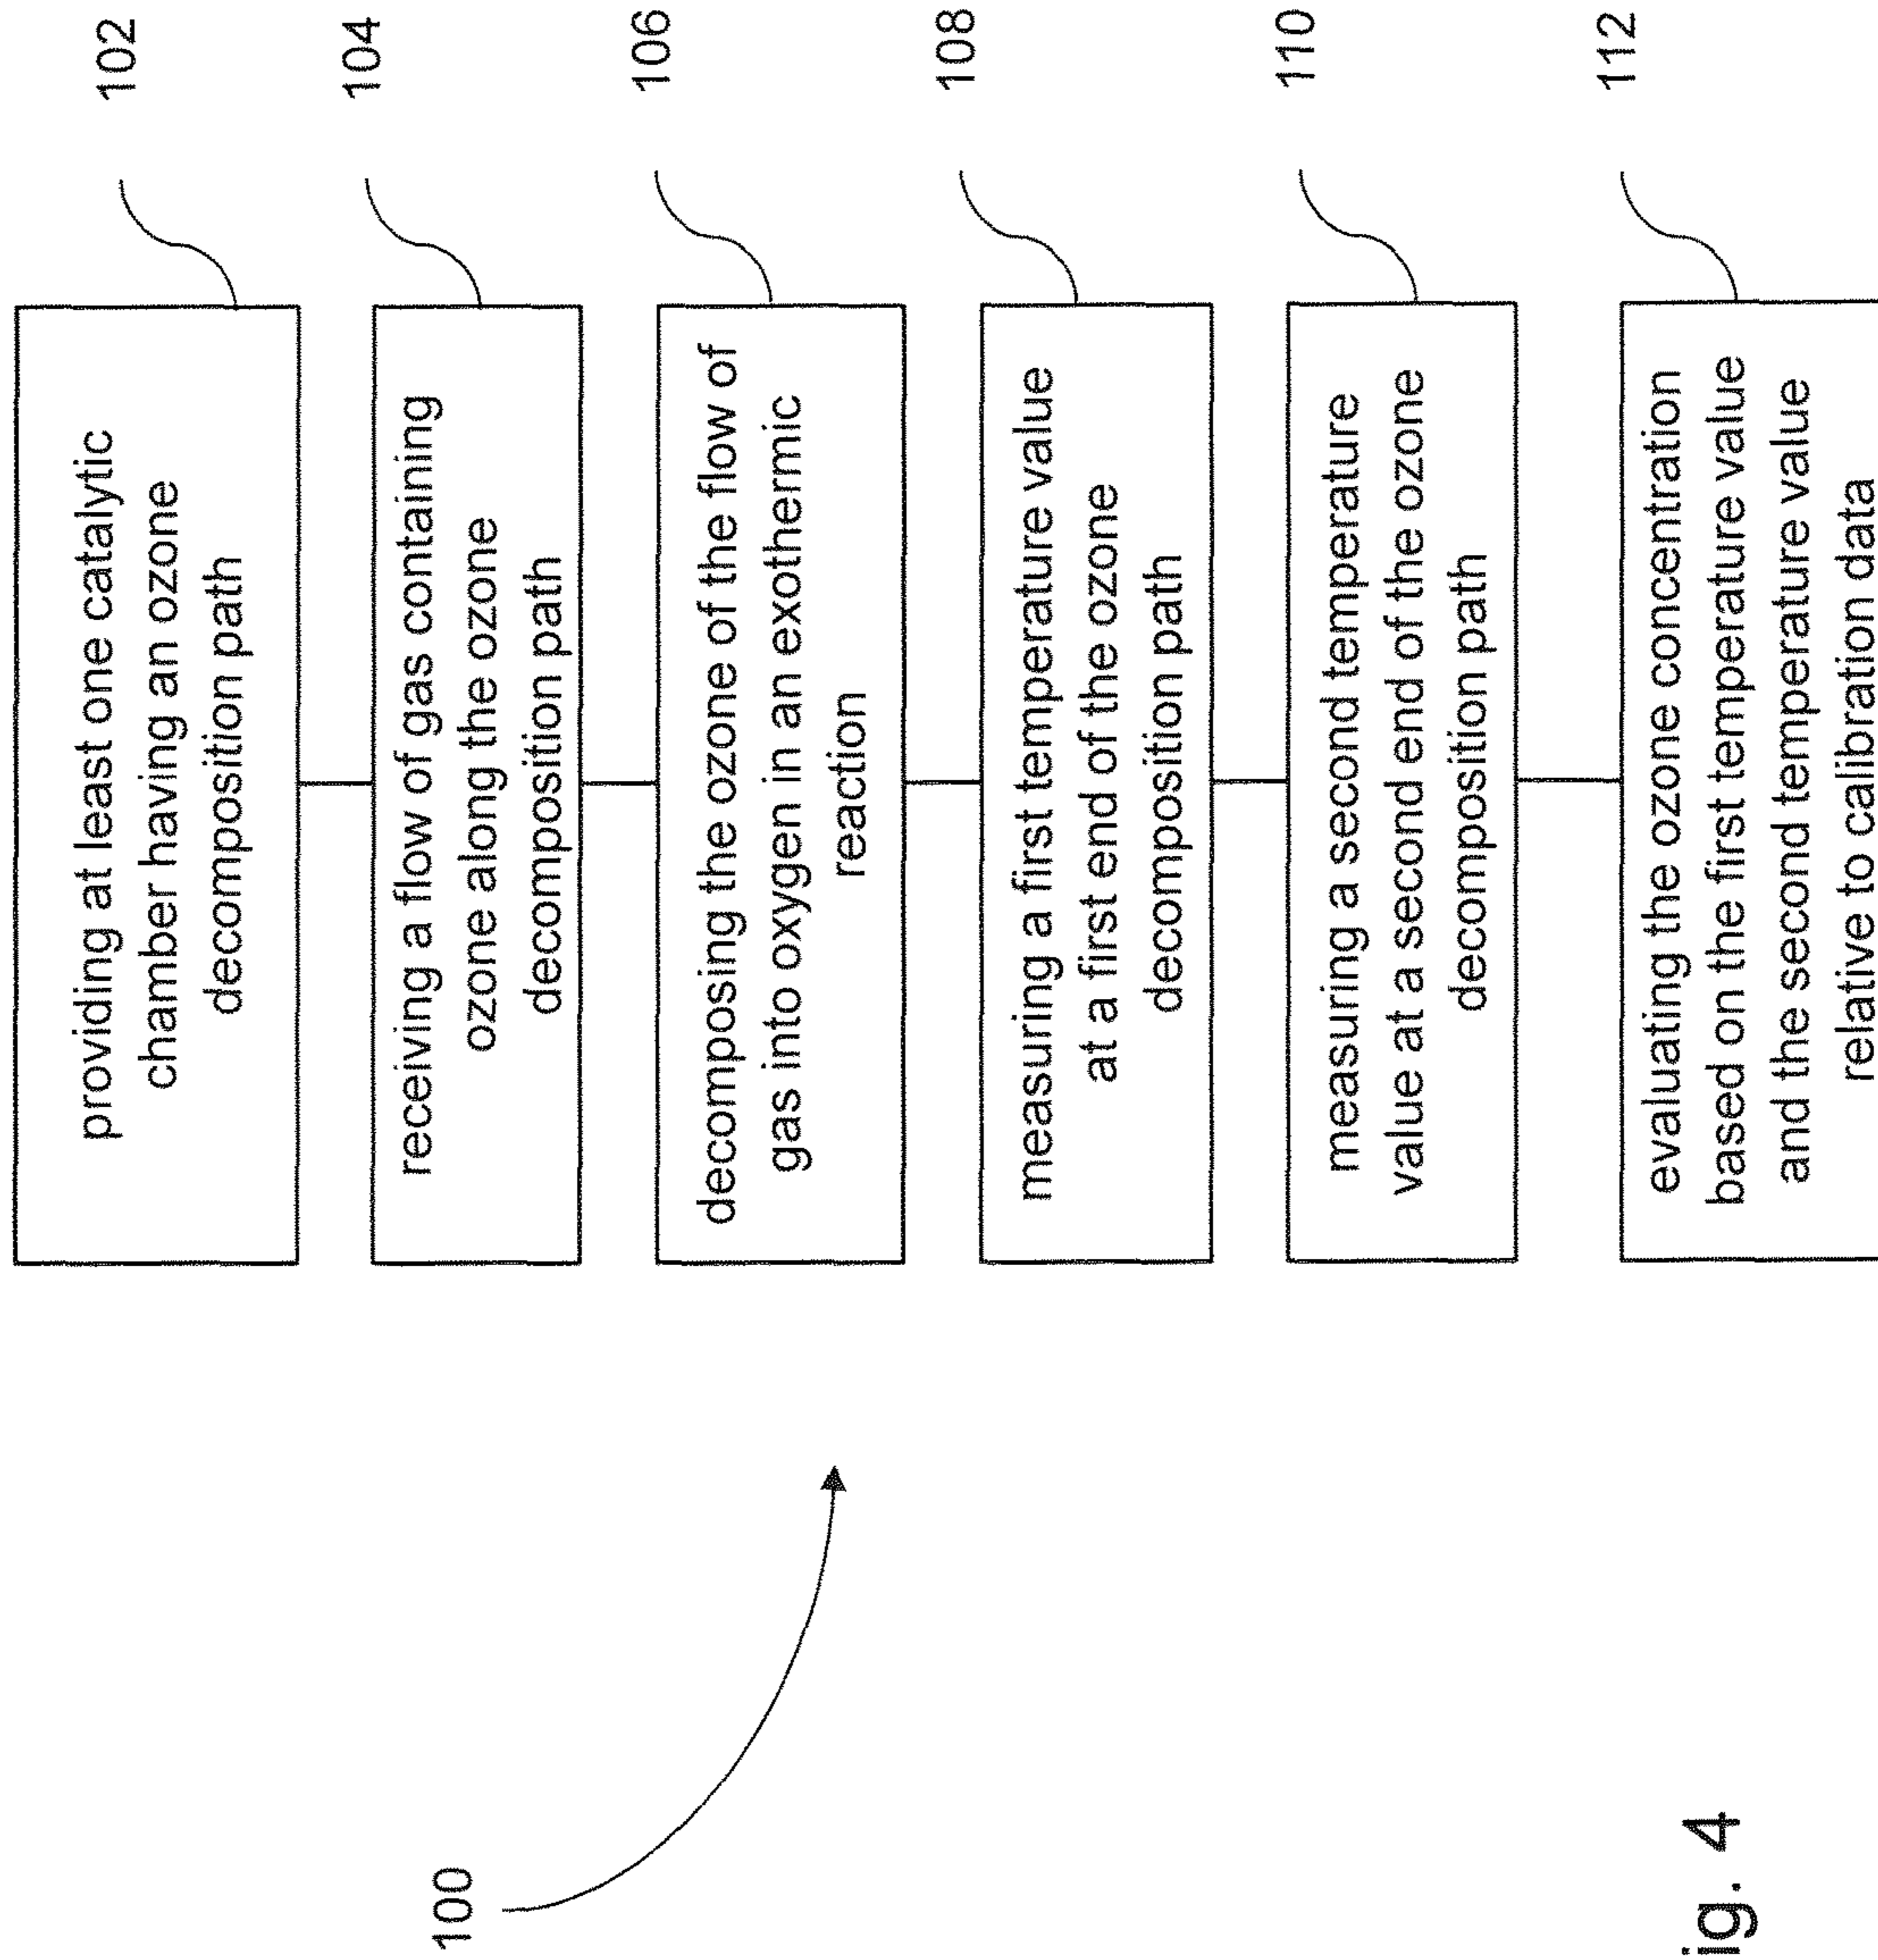 providing at least one catalytic
chamber having an ozone
decomposition path
102
receiving a flow of gas containing
ozone along the ozone
decomposition path
104
decomposing the ozone of the flow of
gas into oxygen in an exothermic
reaction
106
measuring a first temperature value
at a first end of the ozone
decomposition path
108
measuring a second temperature
value at a second end of the ozone
decomposition path
110
evaluating the ozone concentration
based on the first temperature value
and the second temperature value
relative to calibration data
112
100
ig. 4